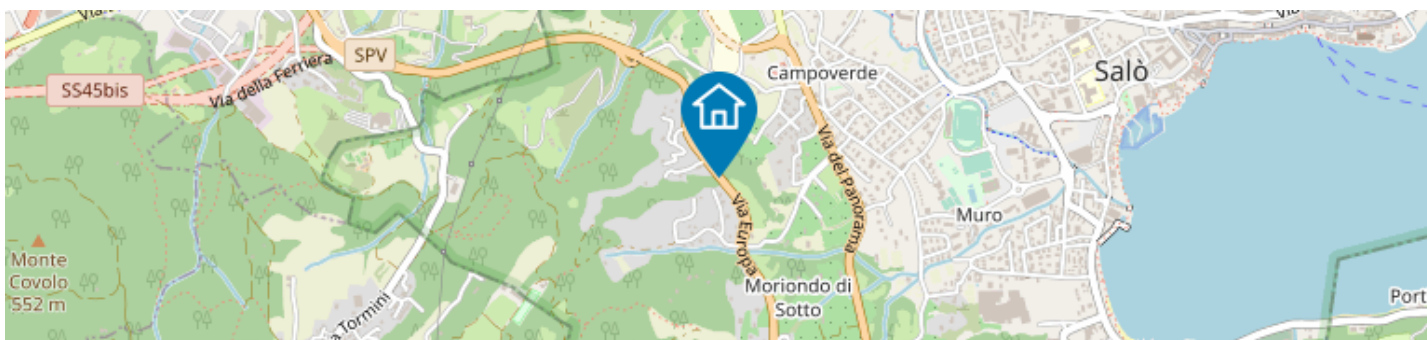 SPV
SS45bis
Via della Ferriera
Campoverde
Salò
Via del Panorama
Via Europa
Muro
Monte
Covolo
552 m
Moriondo di
Sotto
Tormini
Port